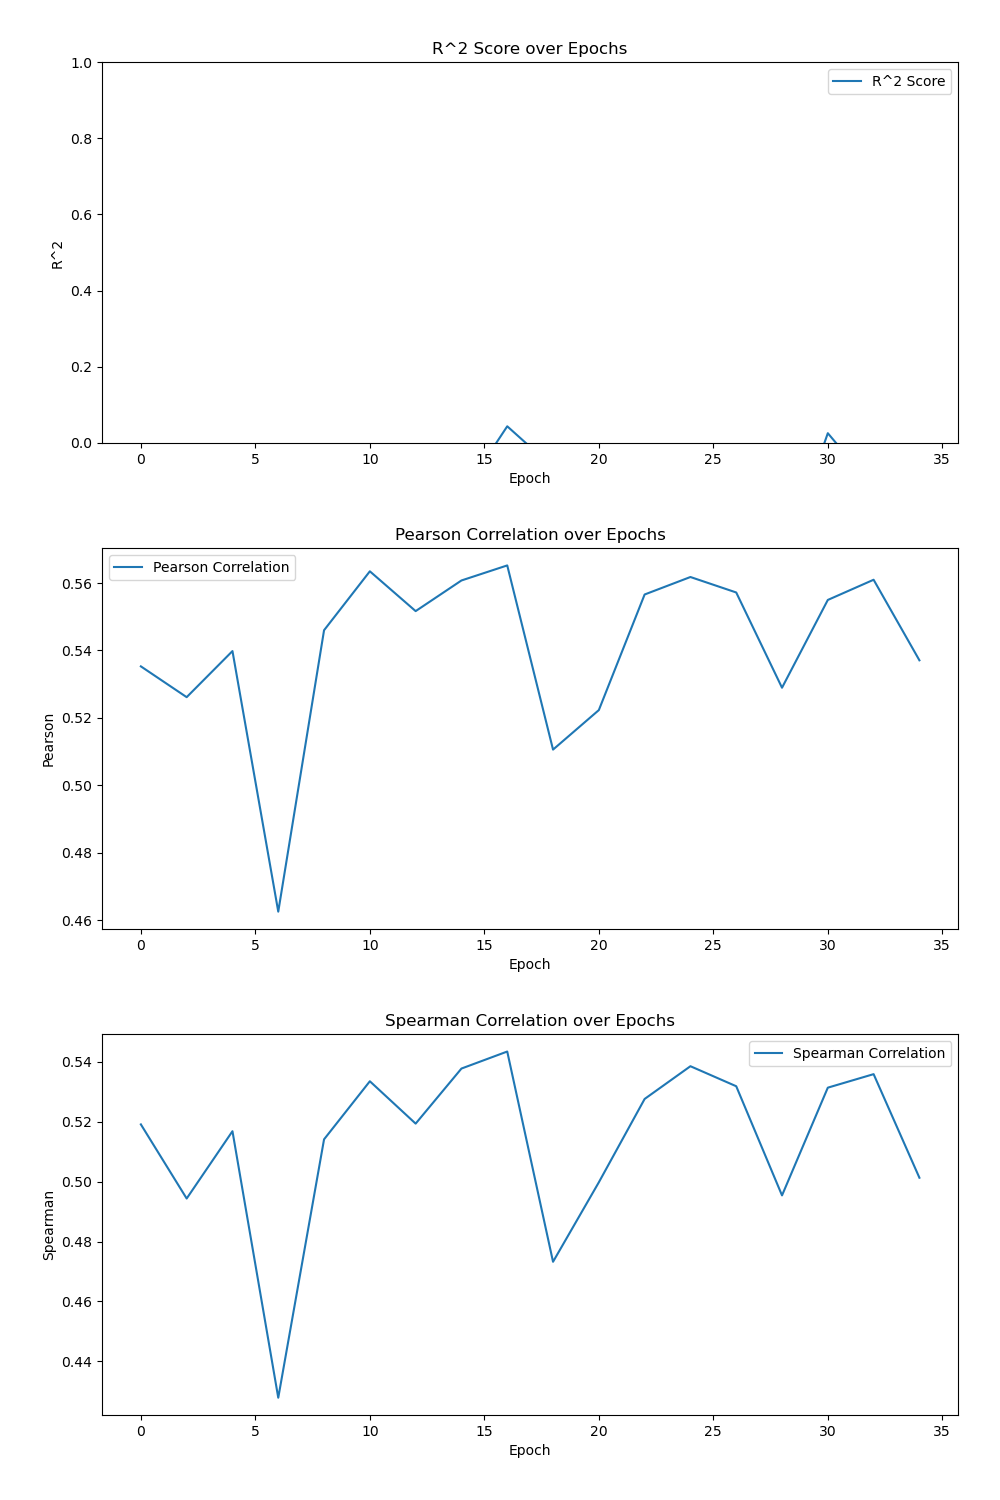 R^2 Score over Epochs
R^2 Score
1.0
0.8
0.6
0.4
0.2
0.0
R^2
0 5 10 15 20 25 30 35
Epoch
Pearson Correlation over Epochs
Pearson Correlation
0.56
0.54
0.52
0.50
0.48
0.46
Pearson
0 5 10 15 20 25 30 35
Epoch
Spearman Correlation over Epochs
Spearman Correlation
0.54
0.52
0.50
0.48
0.46
0.44
Spearman
0 5 10 15 20 25 30 35
Epoch